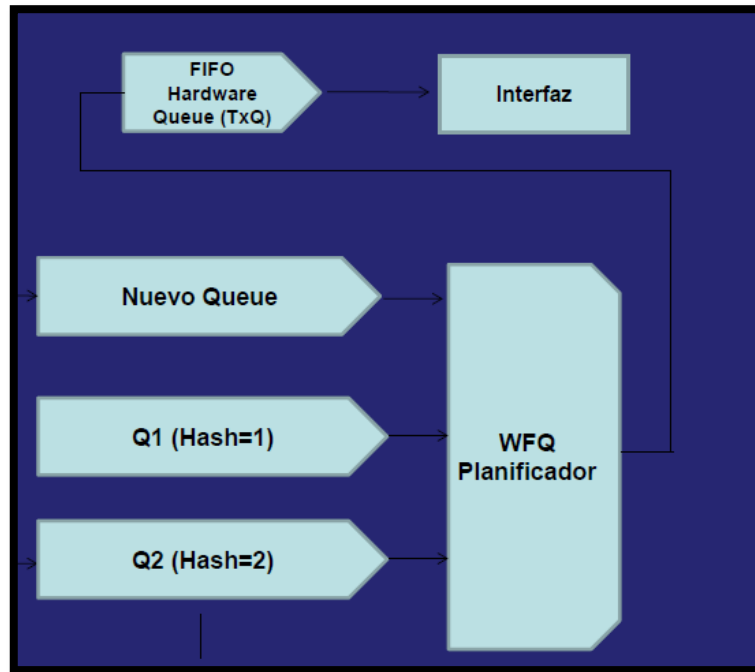 FIFO
Hardware
Queue (TxQ)
Interfaz
Nuevo Queue
Q1 (Hash=1)
WFQ
Planificador
Q2 (Hash=2)